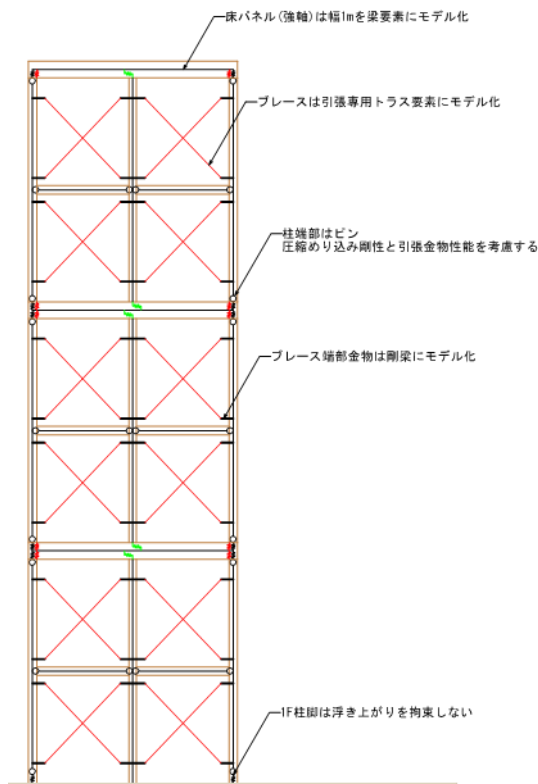 床パネル(強軸)は幅1mを梁要素にモデル化
ブレースは引張専用トラス要素にモデル化
柱端部はピン
圧縮めり込み剛性と引張金物性能を考慮する
ブレース端部金物は剛梁にモデル化
1F柱脚は浮き上がりを拘束しない